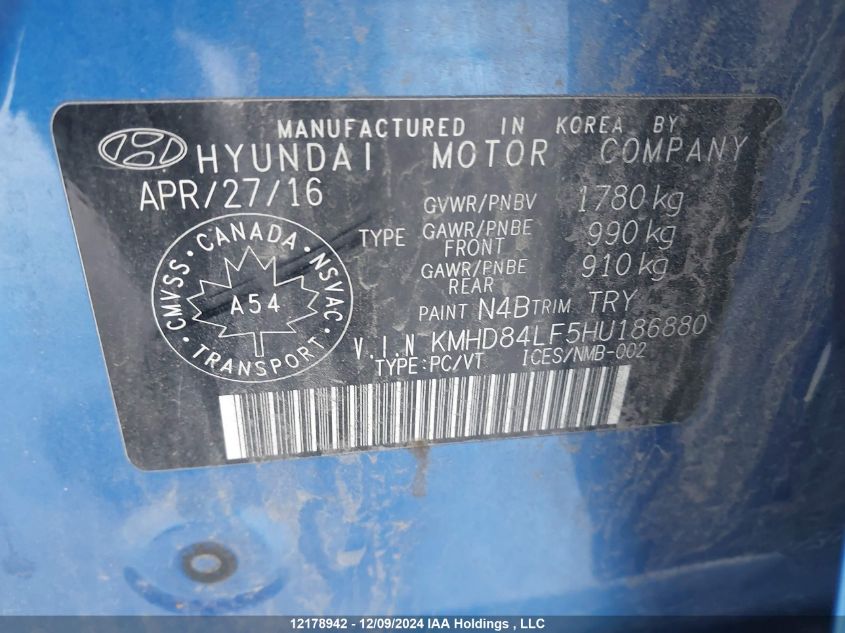 MANUFACTURED IN KOREA BY
HYUNDAI MOTOR COMPANY
APR/27/16
GVWR/PNBV 1780 kg
TYPE GAWR/PNBE FRONT 990 kg
GAWR/PNBE REAR 910 kg
PAINT N4B TRIM TRY
CMVSS · CANADA · NSVAC
A54
TRANSPORT
V.I.N KMHD84LF5HU186880
TYPE:PC/VT ICES/NMB-002
12178942 - 12/09/2024 IAA Holdings , LLC